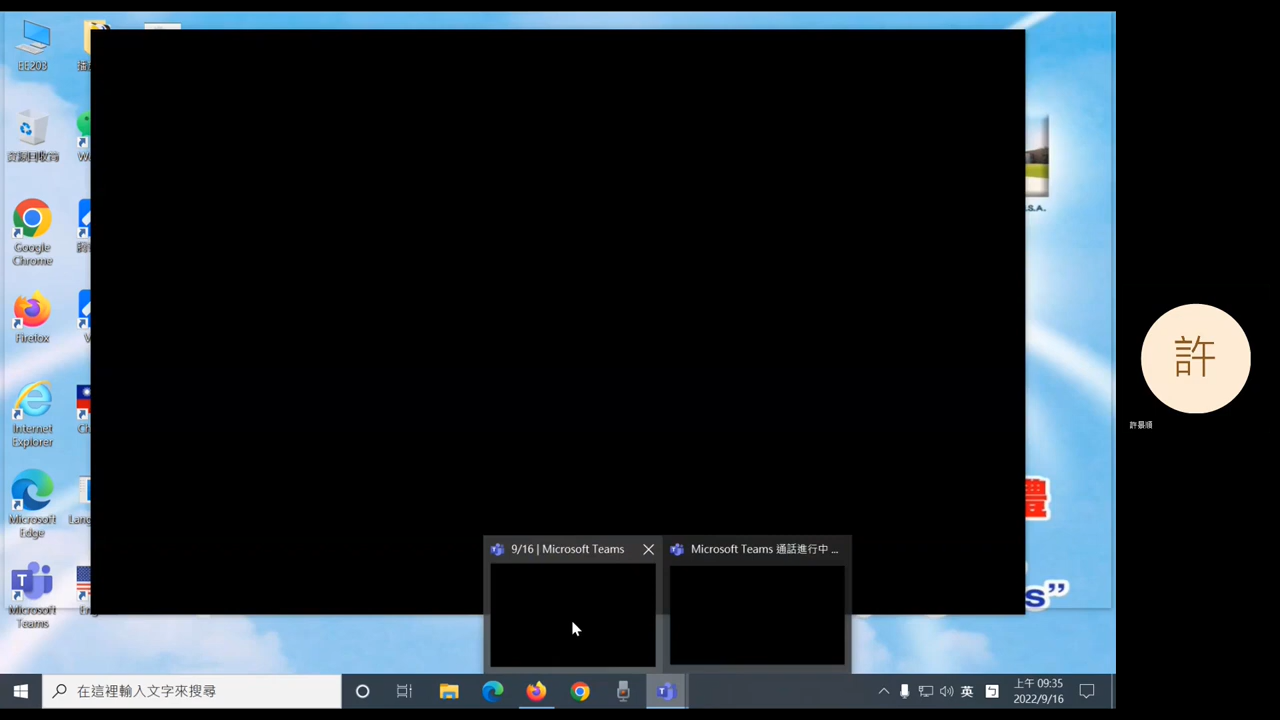 EE203
資源回收筒
Google
Chrome
Firefox
Internet
Explorer
Microsoft
Edge
Microsoft
Teams
S.A.
許
9/16 | Microsoft Teams
Microsoft Teams 通話進行中 ...
s”
在這裡輸入文字來搜尋
英
上午 09:35
2022/9/16